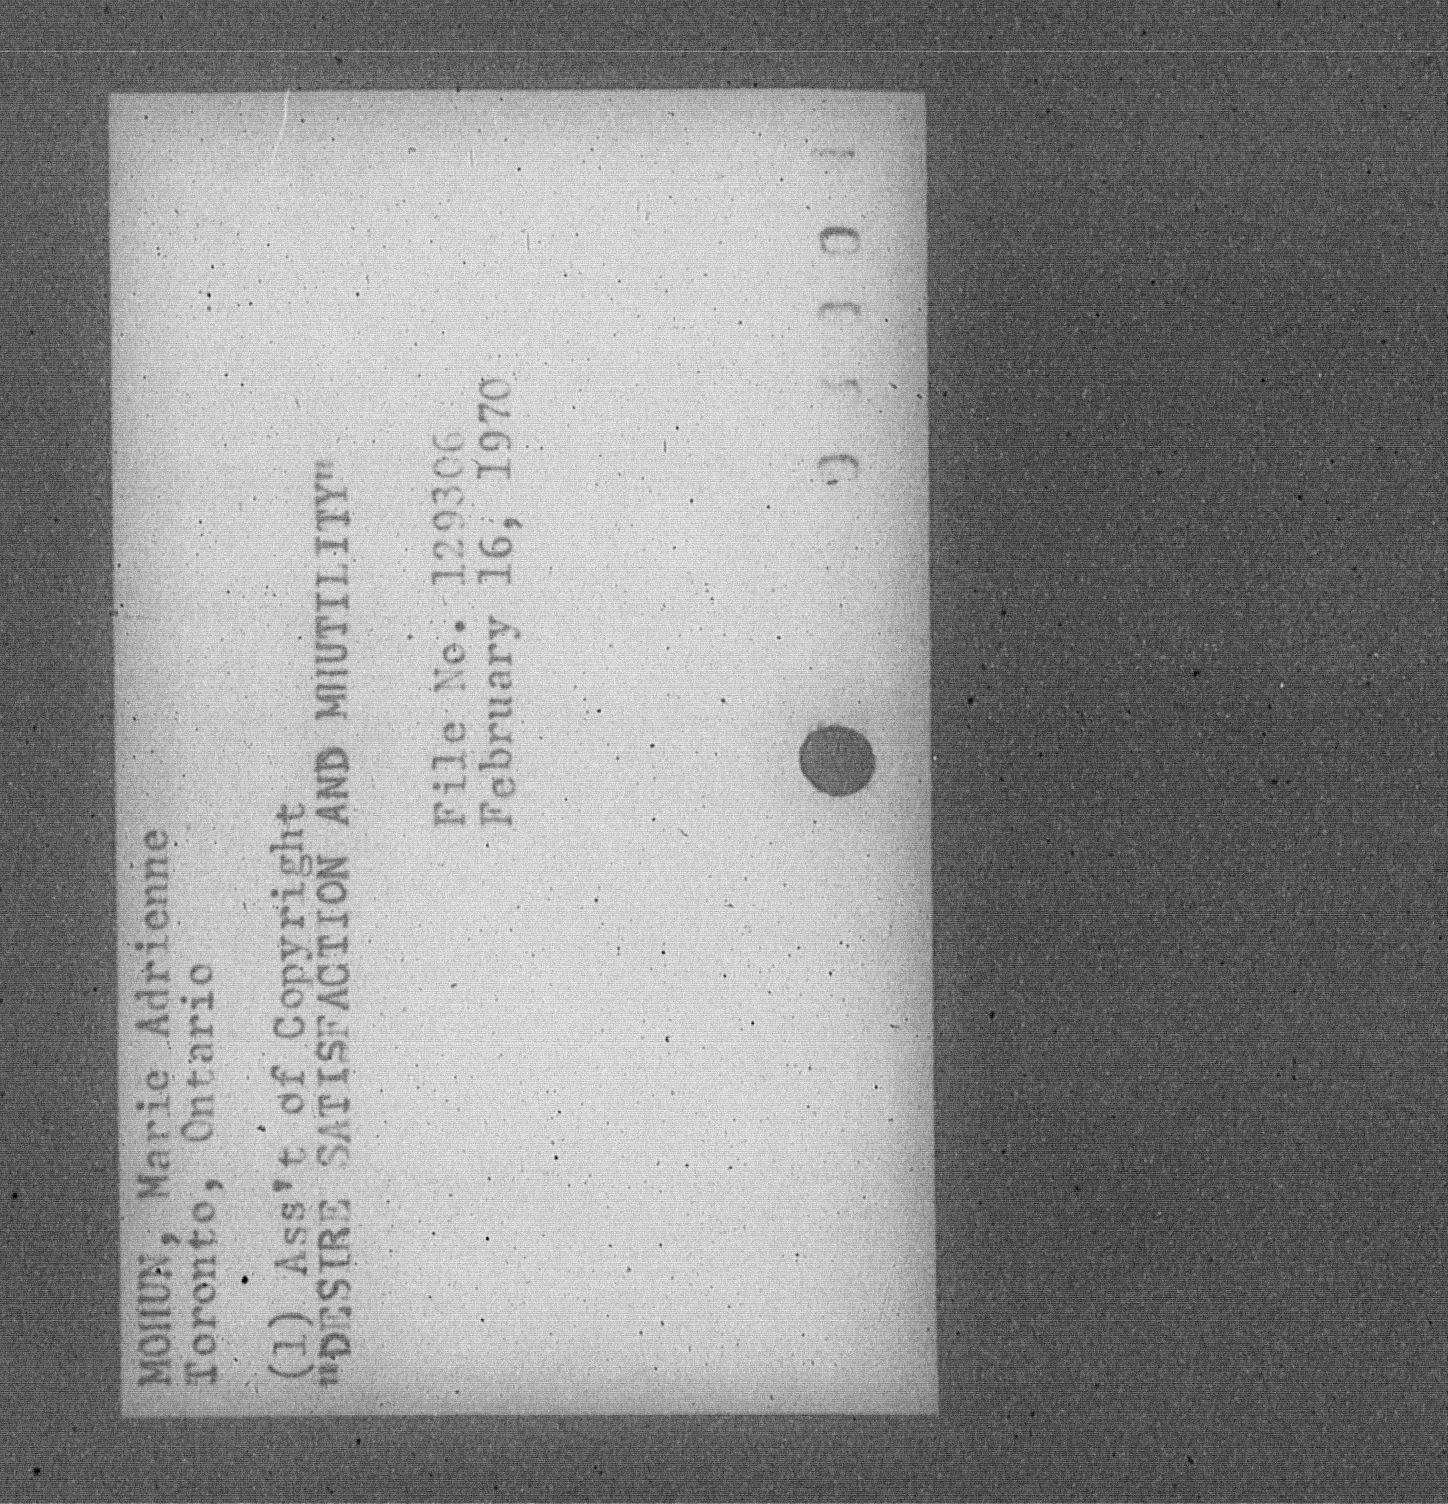 MOHUN, Marie Adrienne
Toronto, Ontario
(1) Ass't of Copyright
"DESIRE SATISFACTION AND MHUTILITY"
File No. 129306
February 16, 1970